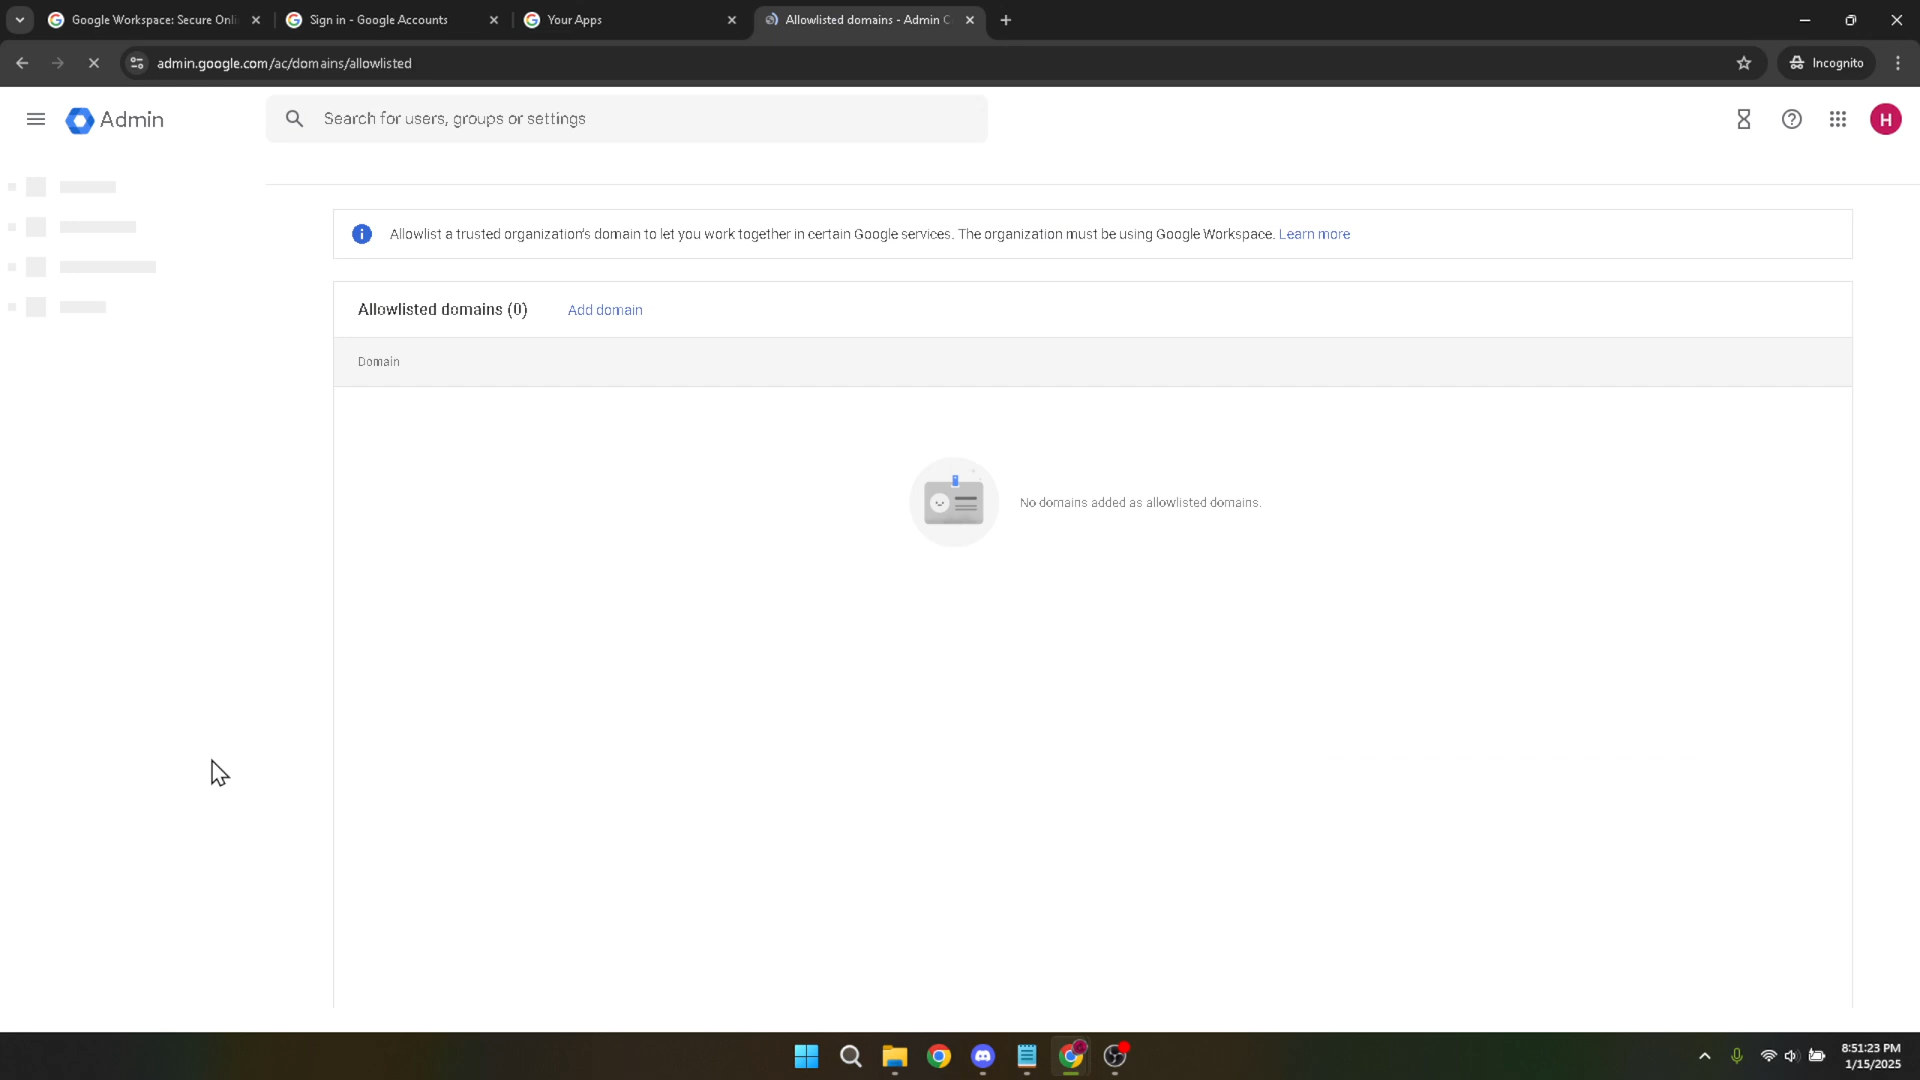 Google Workspace: Secure Onli
Sign in - Google Accounts
Your Apps
Allowlisted domains - Admin C
admin.google.com/ac/domains/allowlisted
Incognito
Admin
Search for users, groups or settings
H
Allowlist a trusted organization's domain to let you work together in certain Google services. The organization must be using Google Workspace. Learn more
Allowlisted domains (0)
Add domain
Domain
No domains added as allowlisted domains.
8:51:23 PM
1/15/2025